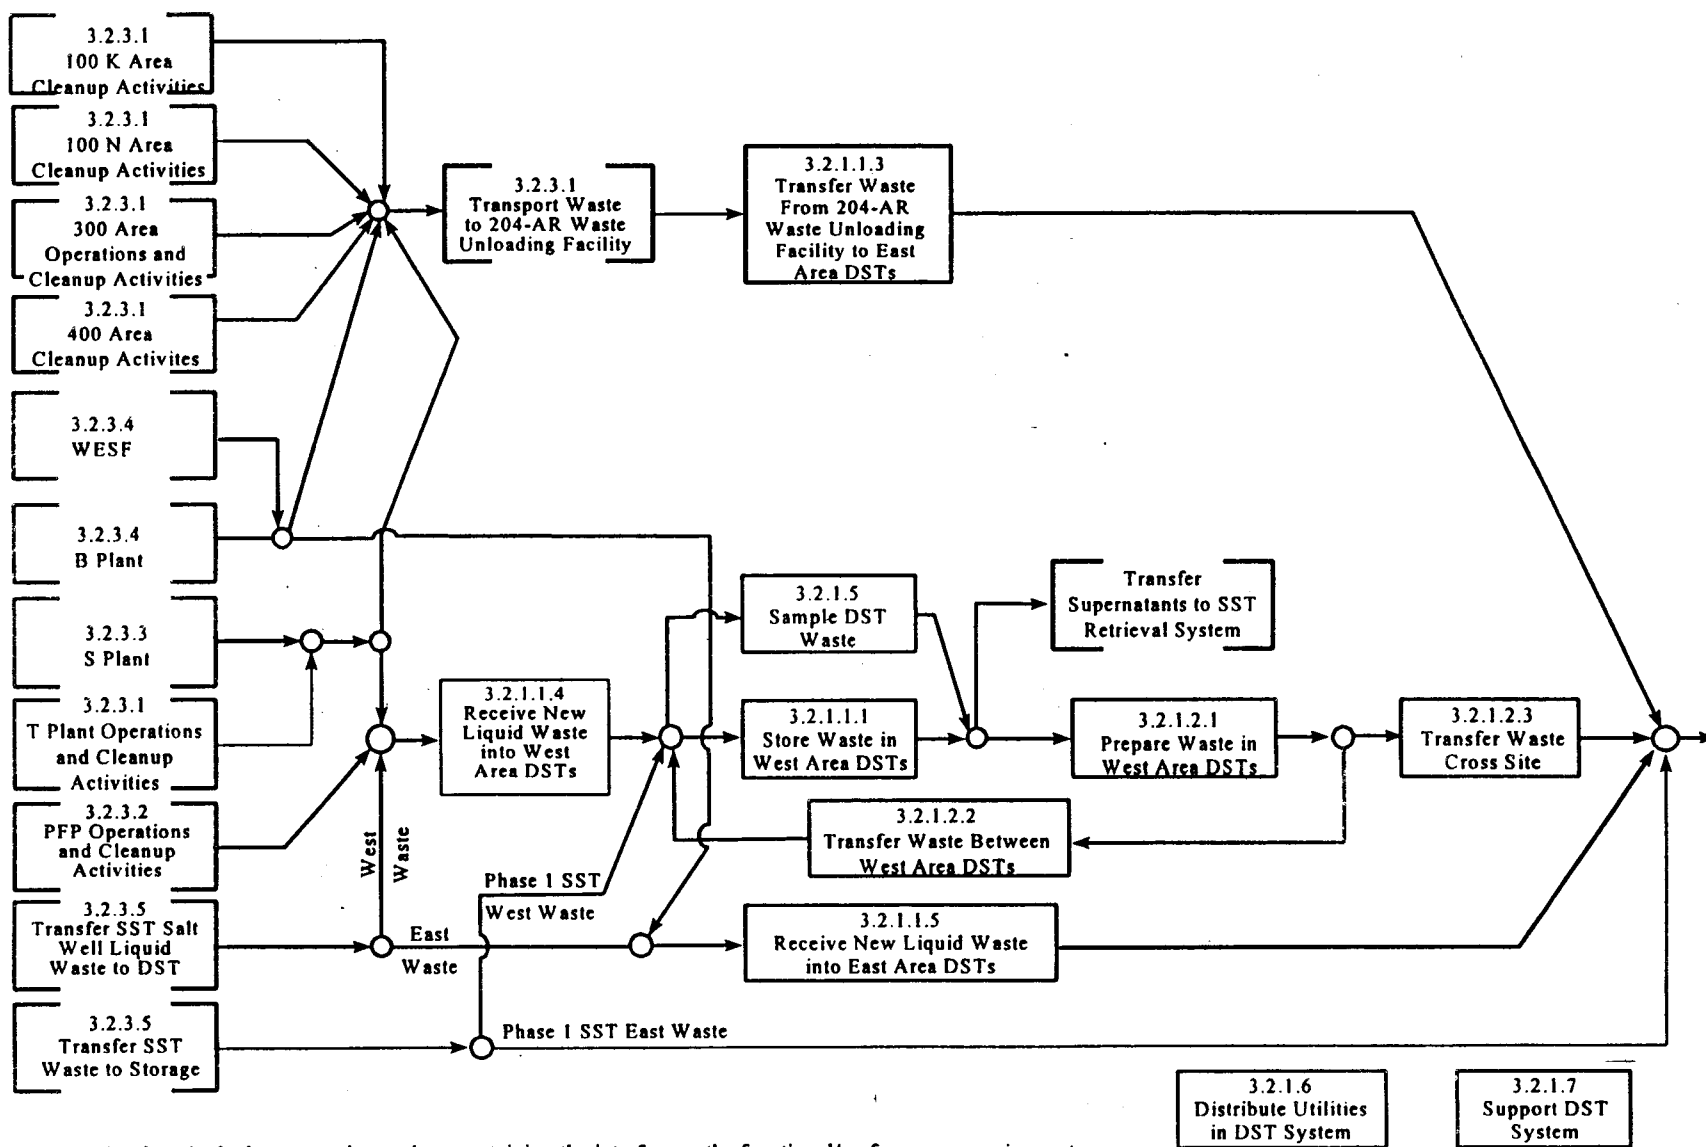 3.2.3.1
100 K Area
Cleanup Activities
3.2.3.1
100 N Area
Cleanup Activities
3.2.3.1
300 Area
Operations and
Cleanup Activities
3.2.3.1
400 Area
Cleanup Activites
3.2.3.4
WESF
3.2.3.4
B Plant
3.2.3.3
S Plant
3.2.3.1
T Plant Operations
and Cleanup
Activities
3.2.3.2
PFP Operations
and Cleanup
Activities
3.2.3.5
Transfer SST Salt
Well Liquid
Waste to DST
3.2.3.5
Transfer SST
Waste to Storage
3.2.3.1
Transport Waste
to 204-AR Waste
Unloading Facility
3.2.1.1.3
Transfer Waste
From 204-AR
Waste Unloading
Facility to East
Area DSTs
West
Waste
East
Waste
3.2.1.1.4
Receive New
Liquid Waste
into West
Area DSTs
Phase 1 SST
West Waste
Phase 1 SST East Waste
3.2.1.5
Sample DST
Waste
3.2.1.1.1
Store Waste in
West Area DSTs
Transfer
Supernatants to SST
Retrieval System
3.2.1.2.1
Prepare Waste in
West Area DSTs
3.2.1.2.3
Transfer Waste
Cross Site
3.2.1.2.2
Transfer Waste Between
West Area DSTs
3.2.1.1.5
Receive New Liquid Waste
into East Area DSTs
3.2.1.6
Distribute Utilities
in DST System
3.2.1.7
Support DST
System